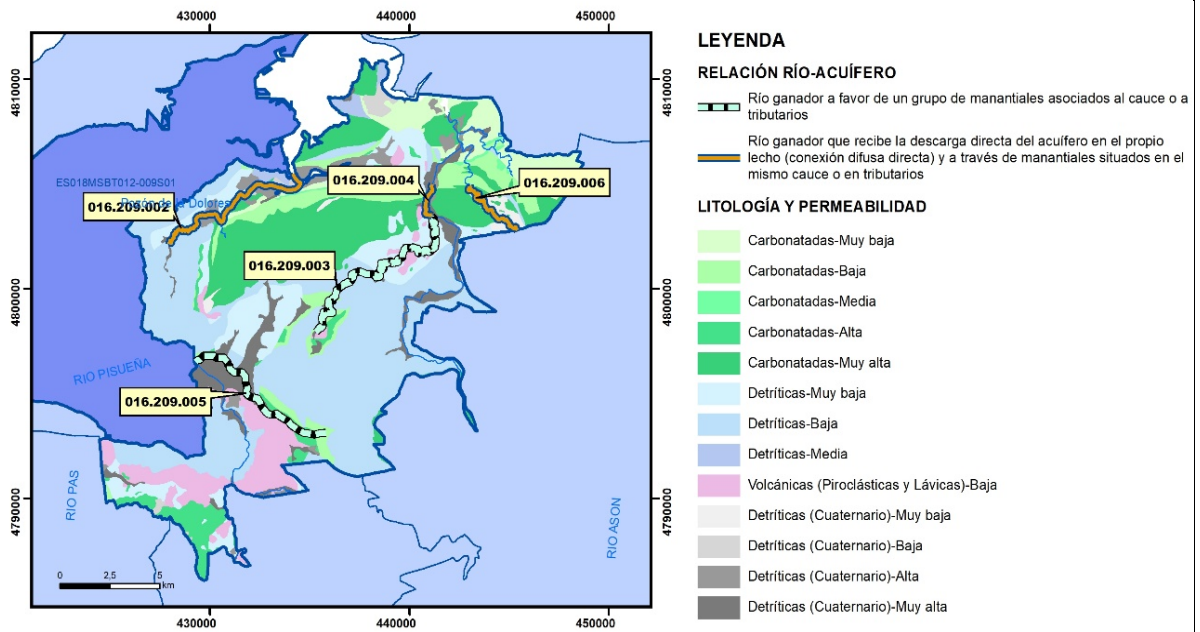 430000
440000
450000
4810000
4810000
ES018MSBT012-009S01
Pozón de la Dolores
016.209.002
016.209.004
016.209.006
016.209.003
4800000
4800000
RIO PISUEÑA
016.209.005
RIO PAS
RIO ASON
4790000
4790000
0 2,5 5
km
430000
440000
450000
LEYENDA
RELACIÓN RÍO-ACUÍFERO
Río ganador a favor de un grupo de manantiales asociados al cauce o a
tributarios
Río ganador que recibe la descarga directa del acuífero en el propio
lecho (conexión difusa directa) y a través de manantiales situados en el
mismo cauce o en tributarios
LITOLOGÍA Y PERMEABILIDAD
Carbonatadas-Muy baja
Carbonatadas-Baja
Carbonatadas-Media
Carbonatadas-Alta
Carbonatadas-Muy alta
Detríticas-Muy baja
Detríticas-Baja
Detríticas-Media
Volcánicas (Piroclásticas y Lávicas)-Baja
Detríticas (Cuaternario)-Muy baja
Detríticas (Cuaternario)-Baja
Detríticas (Cuaternario)-Alta
Detríticas (Cuaternario)-Muy alta